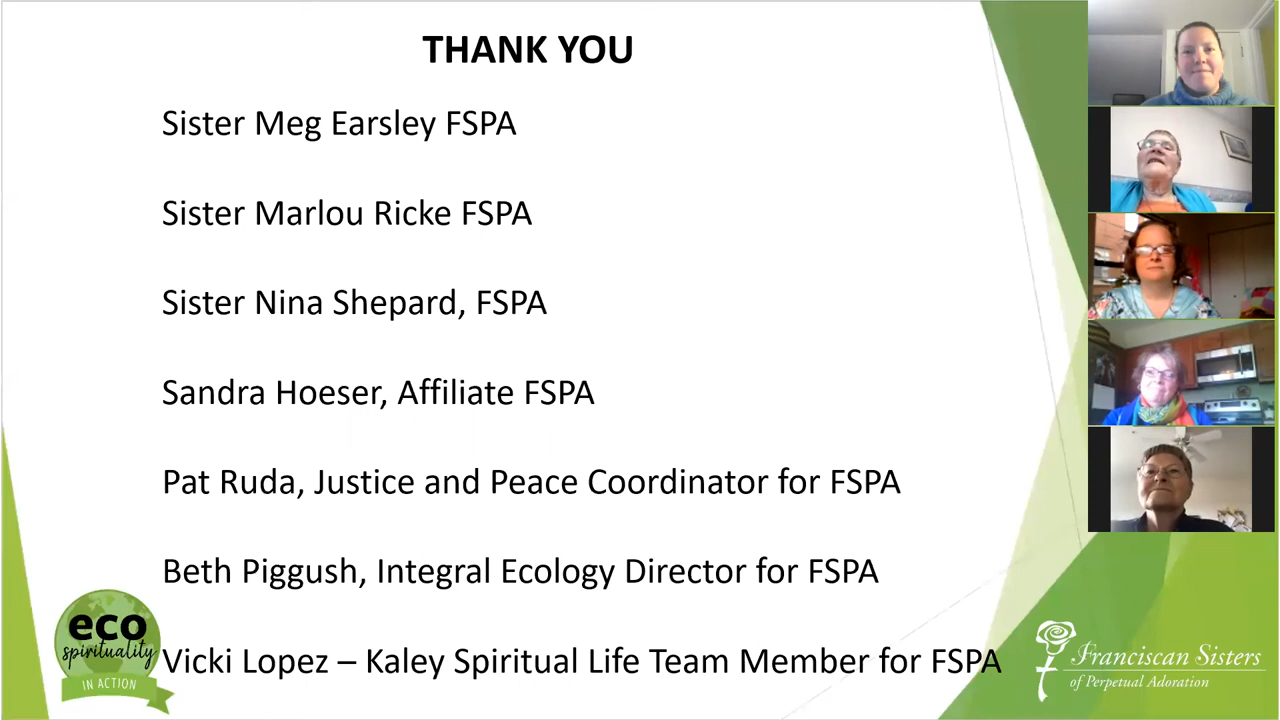 THANK YOU
Sister Meg Earsley FSPA
Sister Marlou Ricke FSPA
Sister Nina Shepard, FSPA
Sandra Hoeser, Affiliate FSPA
Pat Ruda, Justice and Peace Coordinator for FSPA
Beth Piggush, Integral Ecology Director for FSPA
Vicki Lopez – Kaley Spiritual Life Team Member for FSPA
eco
spirituality
IN ACTION
Franciscan Sisters
of Perpetual Adoration